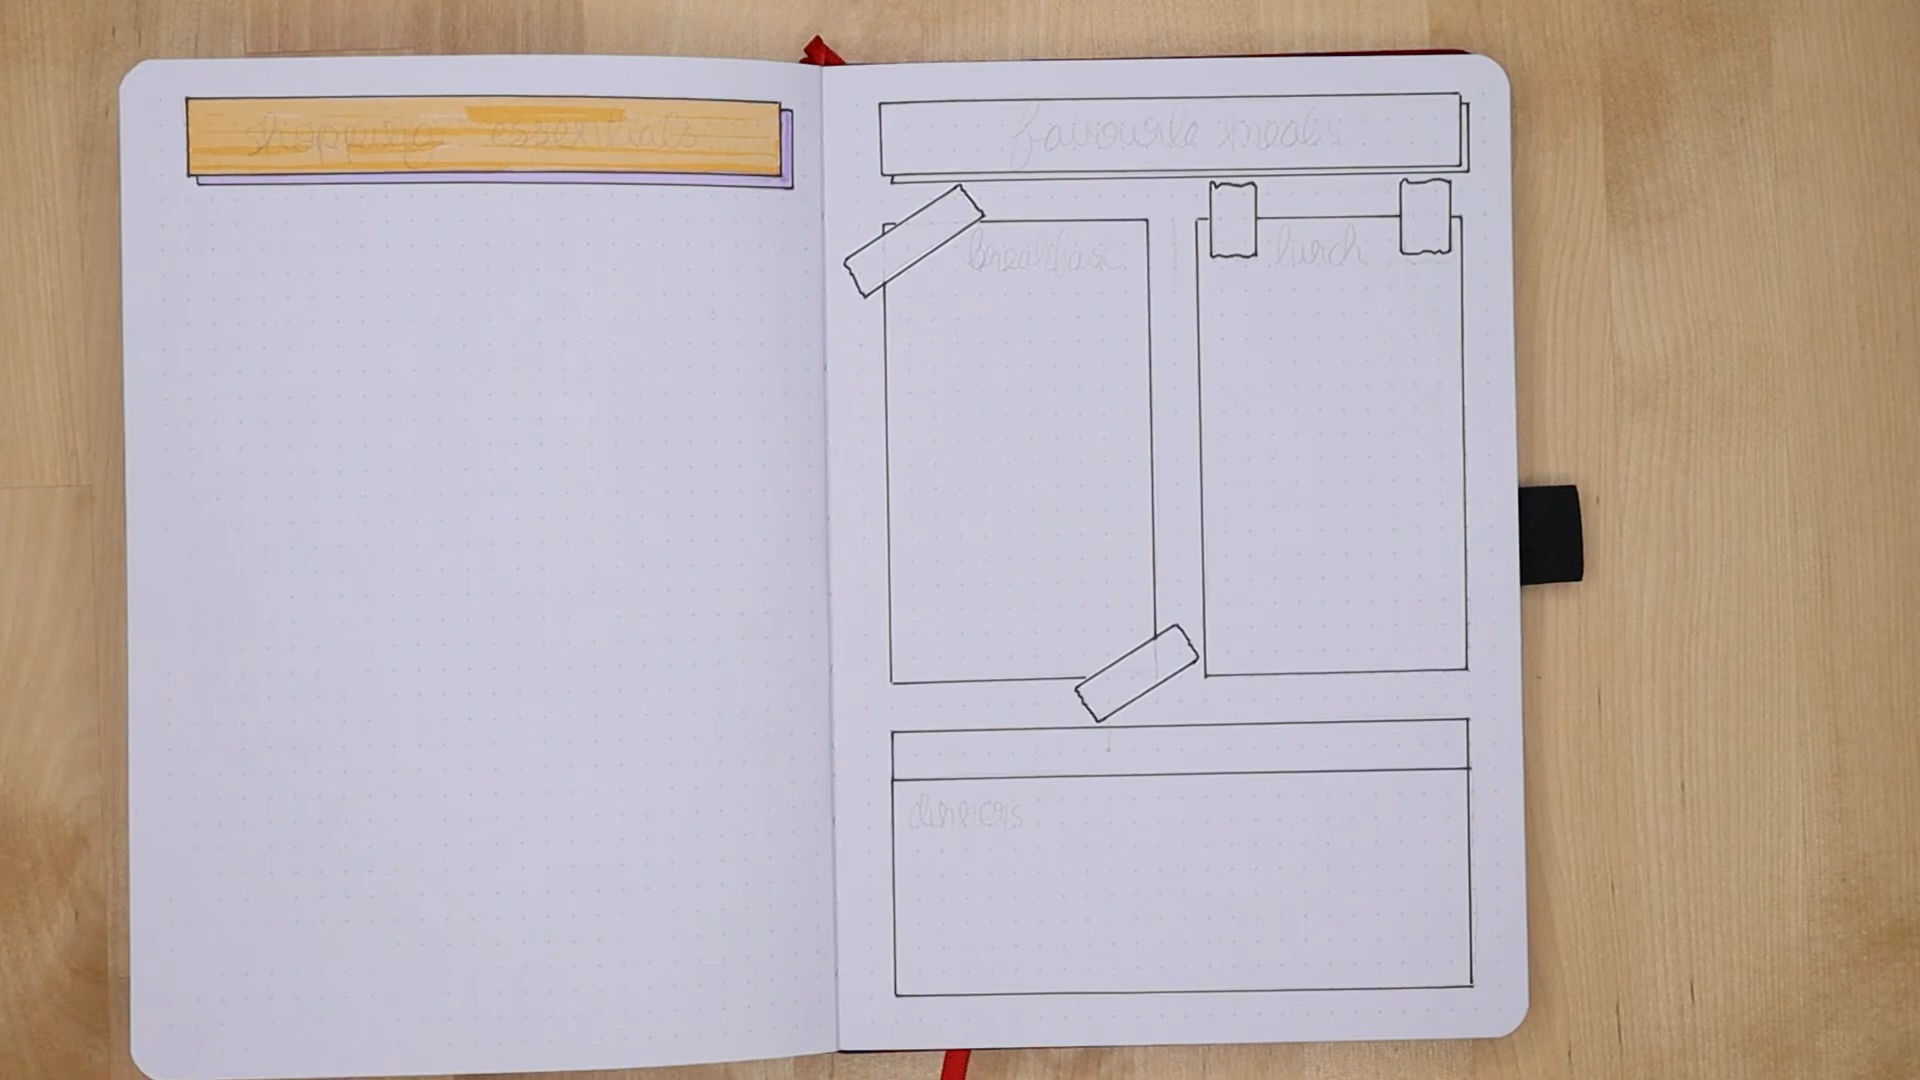 shopping essentials
favourite meals
breakfast
lunch
dinners